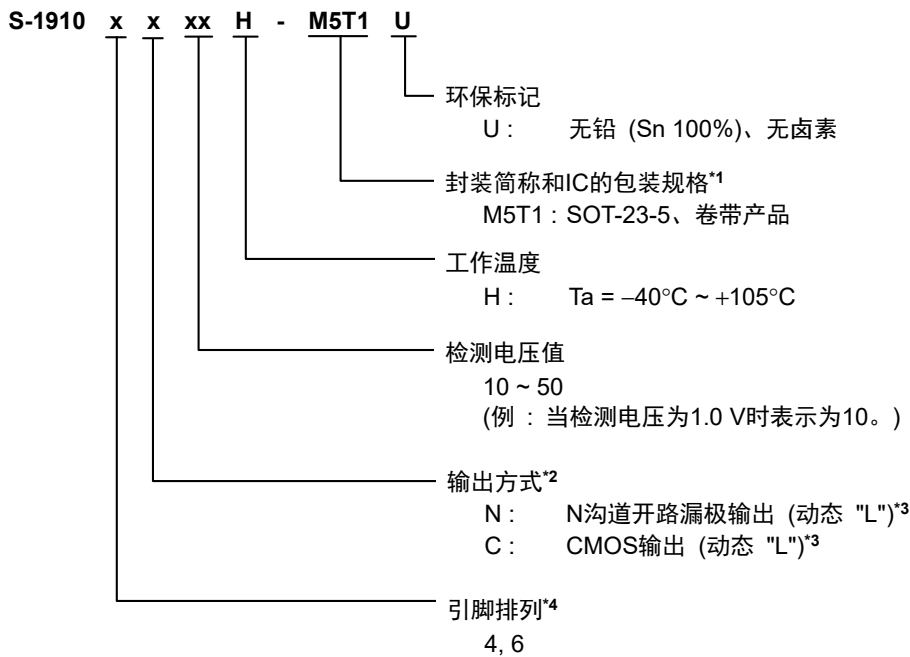 S-1910 x x xx H - M5T1 U
环保标记
U : 无铅 (Sn 100%)、无卤素
封装简称和IC的包装规格*1
M5T1 : SOT-23-5、卷带产品
工作温度
H : Ta = −40°C ~ +105°C
检测电压值
10 ~ 50
(例 : 当检测电压为1.0 V时表示为10。)
输出方式*2
N : N沟道开路漏极输出 (动态 "L")*3
C : CMOS输出 (动态 "L")*3
引脚排列*4
4, 6